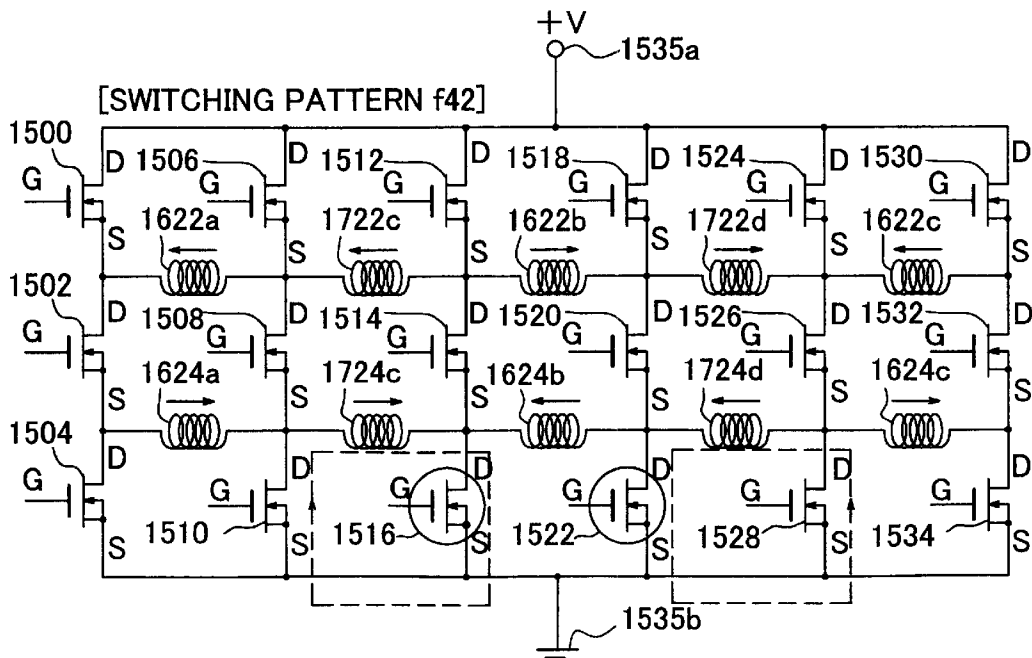 +V
1535a
[SWITCHING PATTERN f42]
1500
1506
1512
1518
1524
1530
D D D D D D
G G G G G G
1622a
1722c
1622b
1722d
1622c
S S S S S S
1502
1508
1514
1520
1526
1532
D D D D D D
G G G G G G
1624a
1724c
1624b
1724d
1624c
S S S S S S
1504
D D D D D D
G G G G G G
1510
1516
1522
1528
1534
S S S S S S
1535b